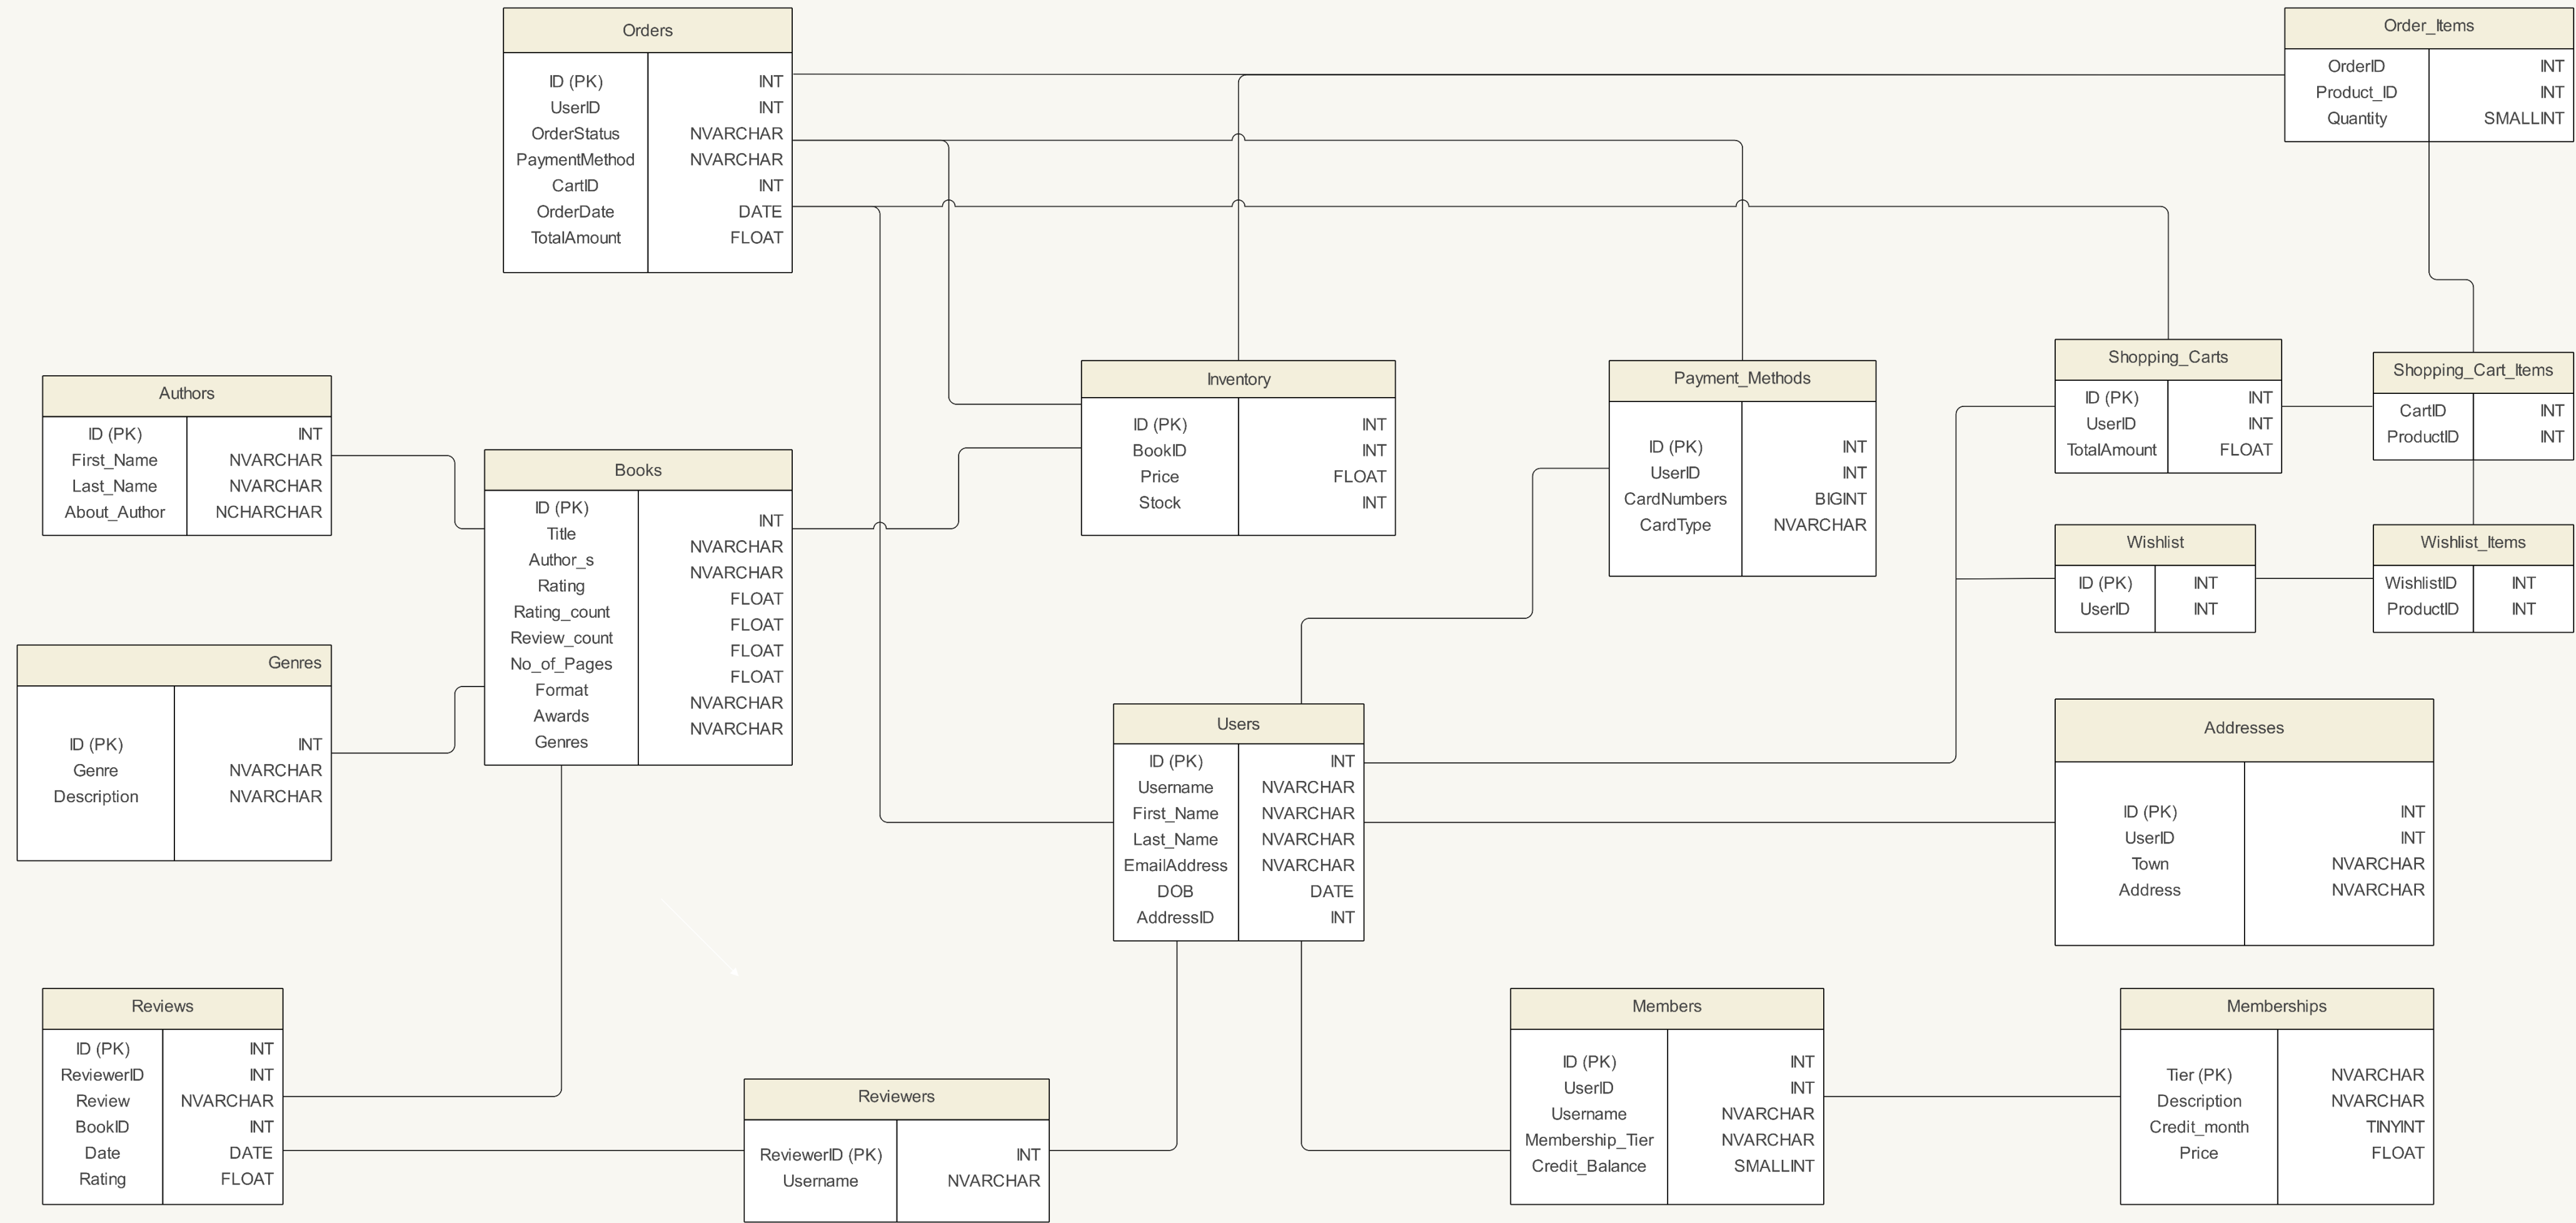 Orders
ID (PK) INT
UserID INT
OrderStatus NVARCHAR
PaymentMethod NVARCHAR
CartID INT
OrderDate DATE
TotalAmount FLOAT
Order_Items
OrderID INT
Product_ID INT
Quantity SMALLINT
Authors
ID (PK) INT
First_Name NVARCHAR
Last_Name NVARCHAR
About_Author NCHARCHAR
Books
ID (PK)
Title
Author_s
Rating
Rating_count
Review_count
No_of_Pages
Format
Awards
Genres
INT
NVARCHAR
NVARCHAR
FLOAT
FLOAT
FLOAT
FLOAT
NVARCHAR
NVARCHAR
Inventory
ID (PK) INT
BookID INT
Price FLOAT
Stock INT
Payment_Methods
ID (PK) INT
UserID INT
CardNumbers BIGINT
CardType NVARCHAR
Shopping_Carts
ID (PK) INT
UserID INT
TotalAmount FLOAT
Shopping_Cart_Items
CartID INT
ProductID INT
Wishlist
ID (PK) INT
UserID INT
Wishlist_Items
WishlistID INT
ProductID INT
Genres
ID (PK) INT
Genre NVARCHAR
Description NVARCHAR
Users
ID (PK) INT
Username NVARCHAR
First_Name NVARCHAR
Last_Name NVARCHAR
EmailAddress NVARCHAR
DOB DATE
AddressID INT
Addresses
ID (PK) INT
UserID INT
Town NVARCHAR
Address NVARCHAR
Reviews
ID (PK) INT
ReviewerID INT
Review NVARCHAR
BookID INT
Date DATE
Rating FLOAT
Reviewers
ReviewerID (PK) INT
Username NVARCHAR
Members
ID (PK) INT
UserID INT
Username NVARCHAR
Membership_Tier NVARCHAR
Credit_Balance SMALLINT
Memberships
Tier (PK) NVARCHAR
Description NVARCHAR
Credit_month TINYINT
Price FLOAT